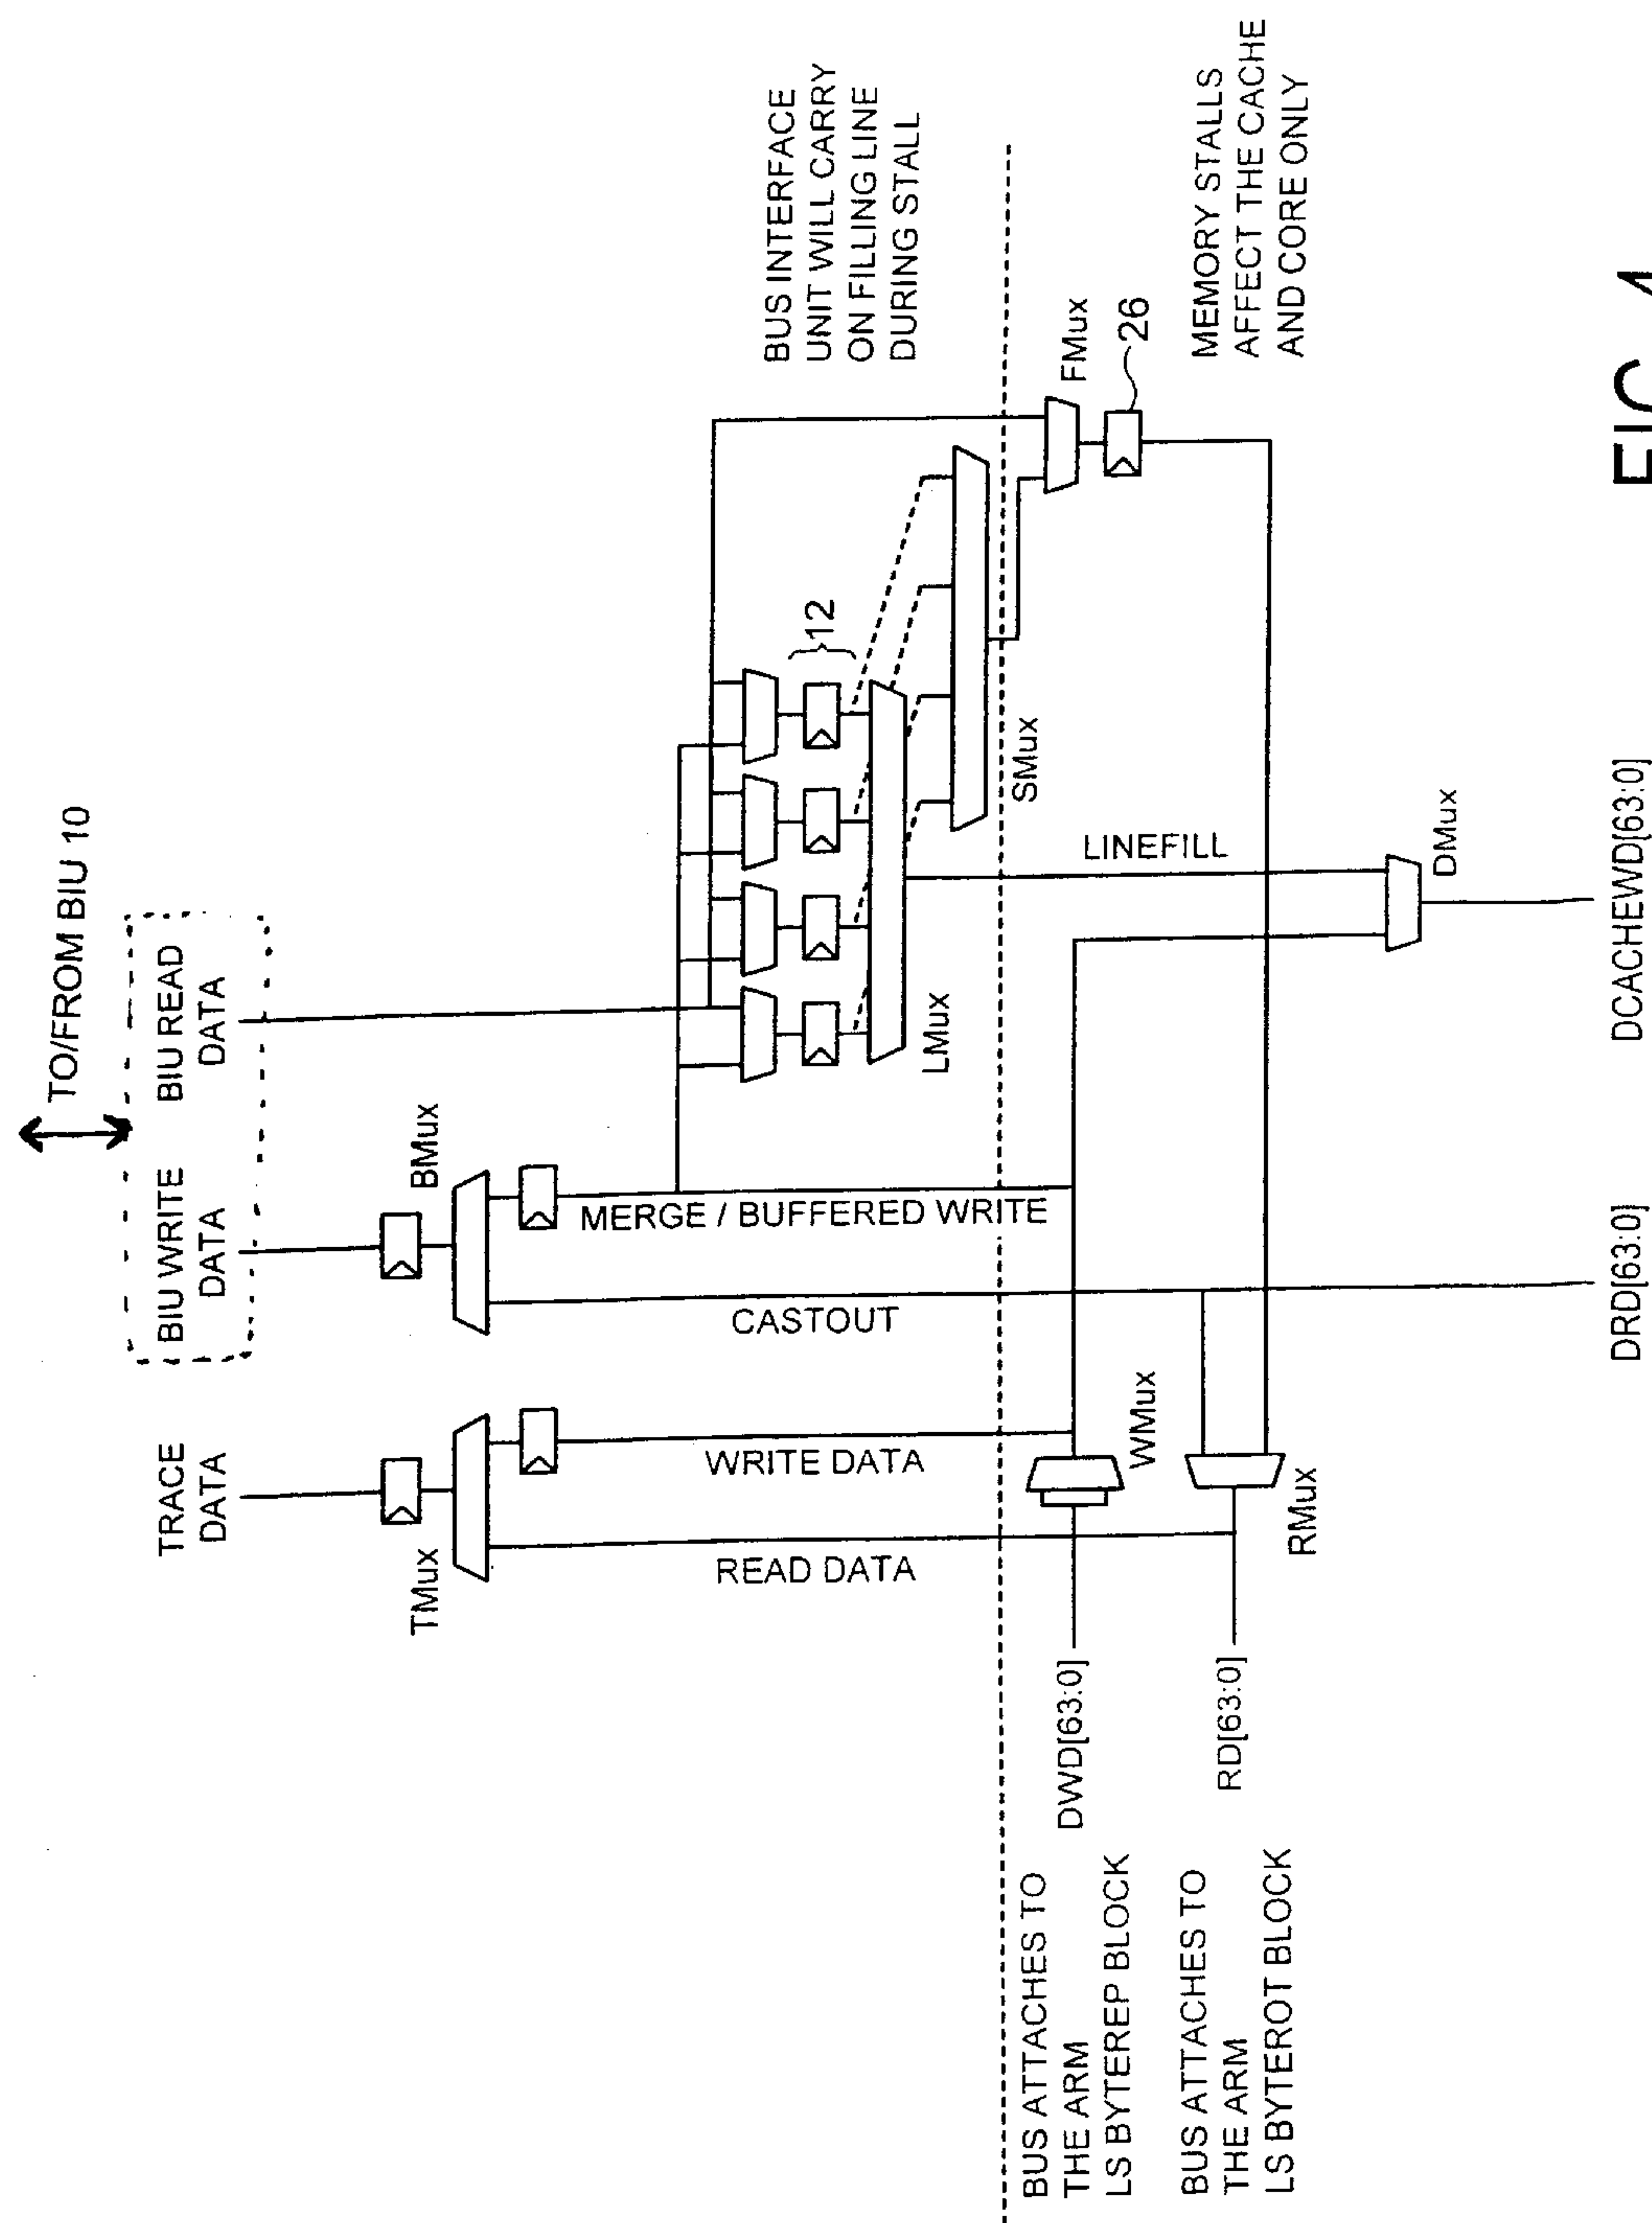 TO/FROM BIU 10
TRACE
DATA
BIU WRITE
DATA
BIU READ
DATA
TMux
BMux
BUS INTERFACE
UNIT WILL CARRY
ON FILLING LINE
DURING STALL
12
READ DATA
WRITE DATA
CASTOUT
MERGE / BUFFERED WRITE
LMux
SMux
FMux
26
BUS ATTACHES TO
THE ARM
LS BYTEREP BLOCK
DWD[63:0]
WMux
LINEFILL
MEMORY STALLS
AFFECT THE CACHE
AND CORE ONLY
BUS ATTACHES TO
THE ARM
LS BYTEROT BLOCK
RD[63:0]
RMux
DMux
DRD[63:0]
DCACHEWD[63:0]